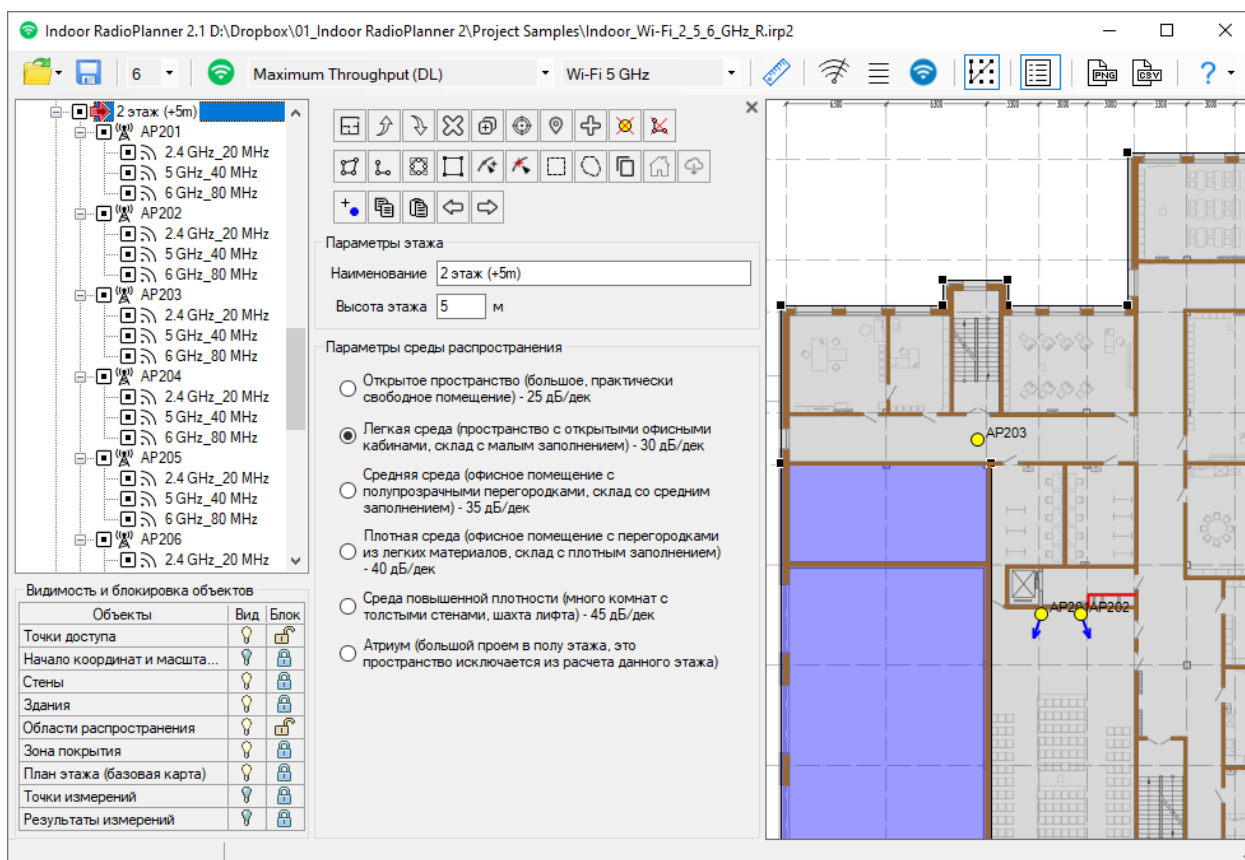 Indoor RadioPlanner 2.1 D:\Dropbox\01_Indoor RadioPlanner 2\Project Samples\Indoor_Wi-Fi_2_5_6_GHz_R.irp2
6
Maximum Throughput (DL)
Wi-Fi 5 GHz
PNG
CSV
?
2 этаж (+5m)
AP201
2.4 GHz_20 MHz
5 GHz_40 MHz
6 GHz_80 MHz
AP202
2.4 GHz_20 MHz
5 GHz_40 MHz
6 GHz_80 MHz
AP203
2.4 GHz_20 MHz
5 GHz_40 MHz
6 GHz_80 MHz
AP204
2.4 GHz_20 MHz
5 GHz_40 MHz
6 GHz_80 MHz
AP205
2.4 GHz_20 MHz
5 GHz_40 MHz
6 GHz_80 MHz
AP206
2.4 GHz_20 MHz
Видимость и блокировка объектов
Объекты Вид Блок
Точки доступа
Начало координат и масшта...
Стены
Здания
Области распространения
Зона покрытия
План этажа (базовая карта)
Точки измерений
Результаты измерений
Параметры этажа
Наименование 2 этаж (+5m)
Высота этажа 5 м
Параметры среды распространения
Открытое пространство (большое, практически
свободное помещение) - 25 дБ/дек
Легкая среда (пространство с открытыми офисными
кабинами, склад с малым заполнением) - 30 дБ/дек
Средняя среда (офисное помещение с
полупрозрачными перегородками, склад со средним
заполнением) - 35 дБ/дек
Плотная среда (офисное помещение с перегородками
из легких материалов, склад с плотным заполнением)
- 40 дБ/дек
Среда повышенной плотности (много комнат с
толстыми стенами, шахта лифта) - 45 дБ/дек
Атриум (большой проем в полу этажа, это
пространство исключается из расчета данного этажа)
AP203
AP202